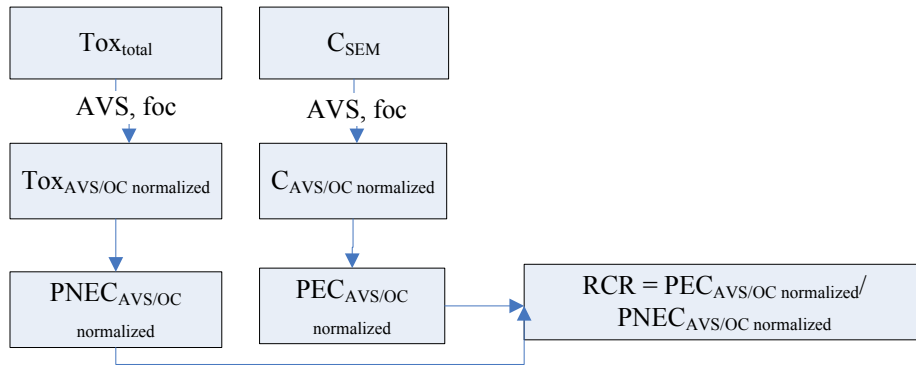 Tox_total
C_SEM
AVS, foc
AVS, foc
Tox_AVS/OC normalized
C_AVS/OC normalized
PNEC_AVS/OC
normalized
PEC_AVS/OC
normalized
RCR = PEC_AVS/OC normalized/
PNEC_AVS/OC normalized